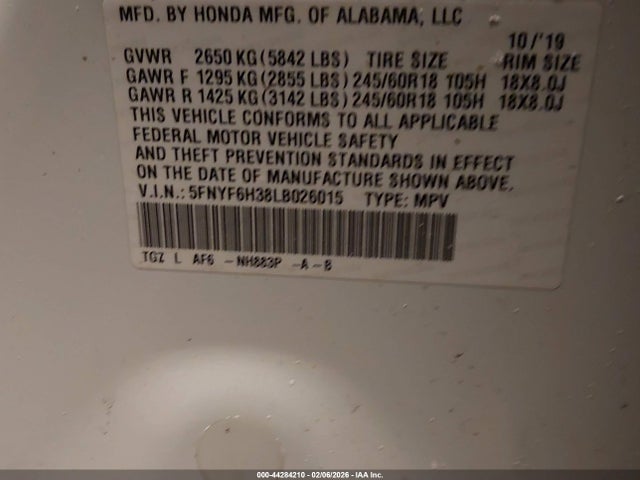 MFD. BY HONDA MFG. OF ALABAMA, LLC
10/'19
GVWR 2650 KG (5842 LBS) TIRE SIZE RIM SIZE
GAWR F 1295 KG (2855 LBS) 245/60R18 105H 18X8.0J
GAWR R 1425 KG (3142 LBS) 245/60R18 105H 18X8.0J
THIS VEHICLE CONFORMS TO ALL APPLICABLE
FEDERAL MOTOR VEHICLE SAFETY
AND THEFT PREVENTION STANDARDS IN EFFECT
ON THE DATE OF MANUFACTURE SHOWN ABOVE.
V.I.N.: 5FNYF6H38LB026015 TYPE: MPV
TGZ L AF6 -NH883P -A-B
000-44284210 - 02/06/2026 - IAA Inc.